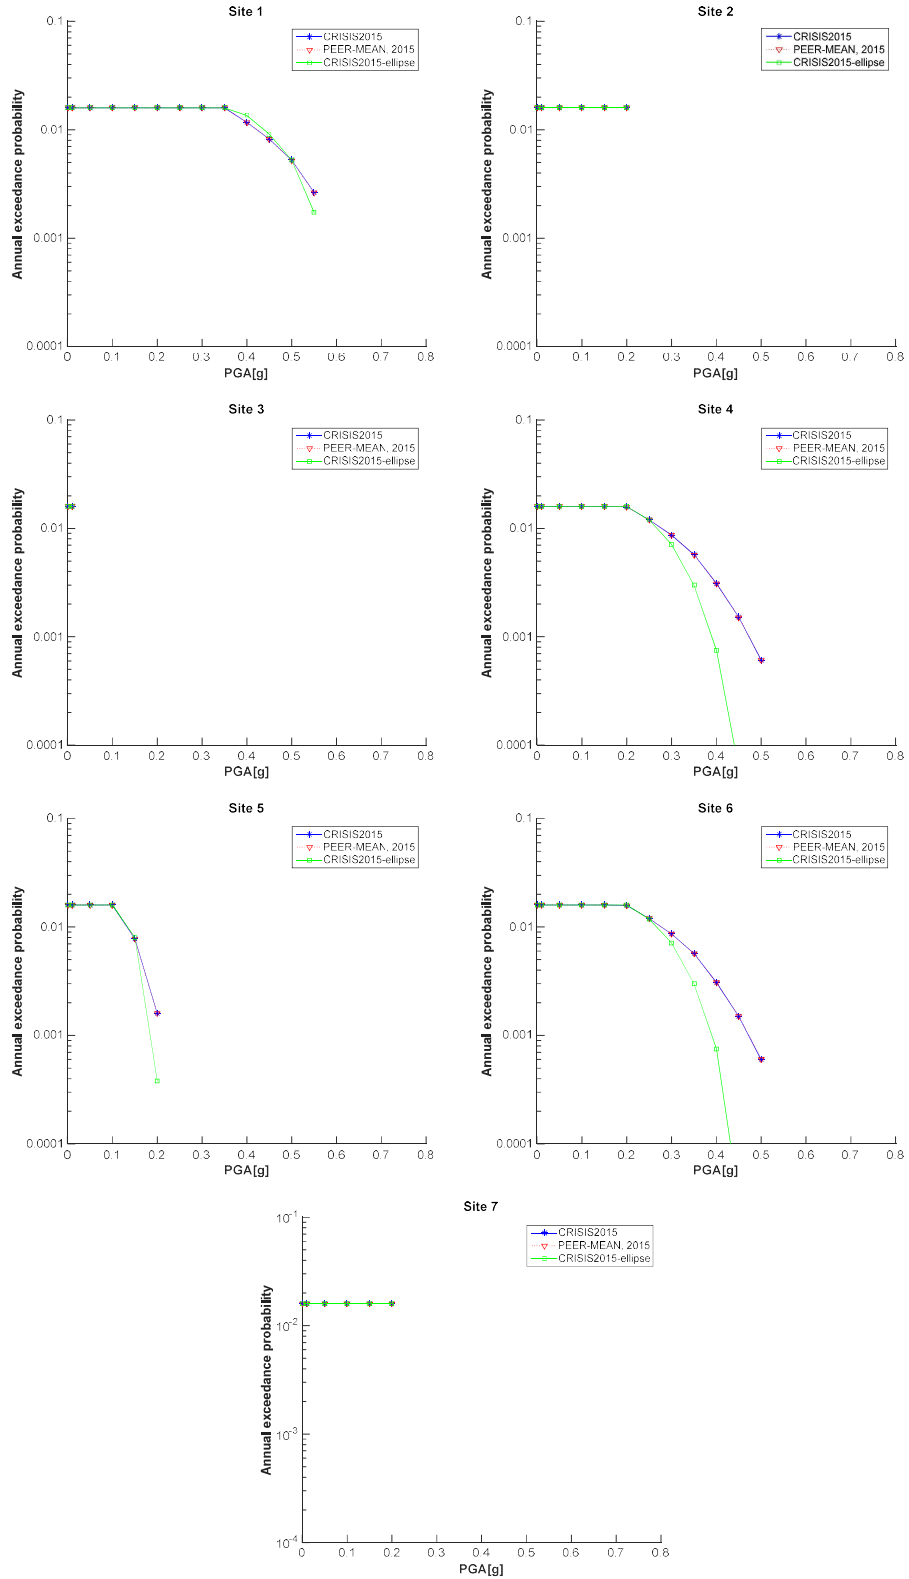 Site 1
0.1
0.01
0.001
0.0001
Annual exceedance probability
CRISIS2015
PEER-MEAN, 2015
CRISIS2015-ellipse
0 0.1 0.2 0.3 0.4 0.5 0.6 0.7 0.8
PGA[g]
Site 2
0.1
0.01
0.001
0.0001
Annual exceedance probability
CRISIS2015
PEER-MEAN, 2015
CRISIS2015-ellipse
0 0.1 0.2 0.3 0.4 0.5 0.6 0.7 0.8
PGA[g]
Site 3
0.1
0.01
0.001
0.0001
Annual exceedance probability
CRISIS2015
PEER-MEAN, 2015
CRISIS2015-ellipse
0 0.1 0.2 0.3 0.4 0.5 0.6 0.7 0.8
PGA[g]
Site 4
0.1
0.01
0.001
0.0001
Annual exceedance probability
CRISIS2015
PEER-MEAN, 2015
CRISIS2015-ellipse
0 0.1 0.2 0.3 0.4 0.5 0.6 0.7 0.8
PGA[g]
Site 5
0.1
0.01
0.001
0.0001
Annual exceedance probability
CRISIS2015
PEER-MEAN, 2015
CRISIS2015-ellipse
0 0.1 0.2 0.3 0.4 0.5 0.6 0.7 0.8
PGA[g]
Site 6
0.1
0.01
0.001
0.0001
Annual exceedance probability
CRISIS2015
PEER-MEAN, 2015
CRISIS2015-ellipse
0 0.1 0.2 0.3 0.4 0.5 0.6 0.7 0.8
PGA[g]
Site 7
10⁻¹
10⁻²
10⁻³
10⁻⁴
Annual exceedance probability
CRISIS2015
PEER-MEAN, 2015
CRISIS2015-ellipse
0 0.1 0.2 0.3 0.4 0.5 0.6 0.7 0.8
PGA[g]